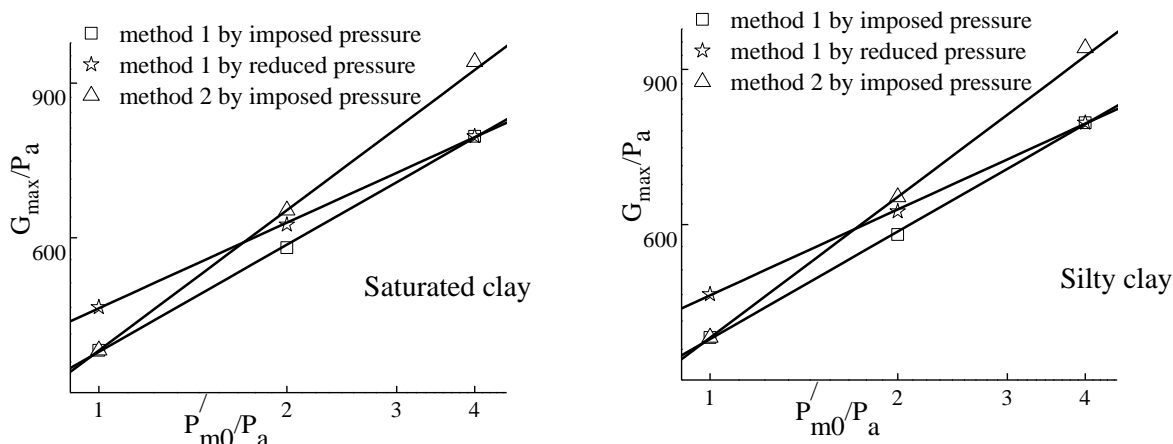 method 1 by imposed pressure
method 1 by reduced pressure
method 2 by imposed pressure
900
600
G_max/P_a
Saturated clay
1 2 3 4
P'_m0/P_a
method 1 by imposed pressure
method 1 by reduced pressure
method 2 by imposed pressure
900
600
G_max/P_a
Silty clay
1 2 3 4
P'_m0/P_a